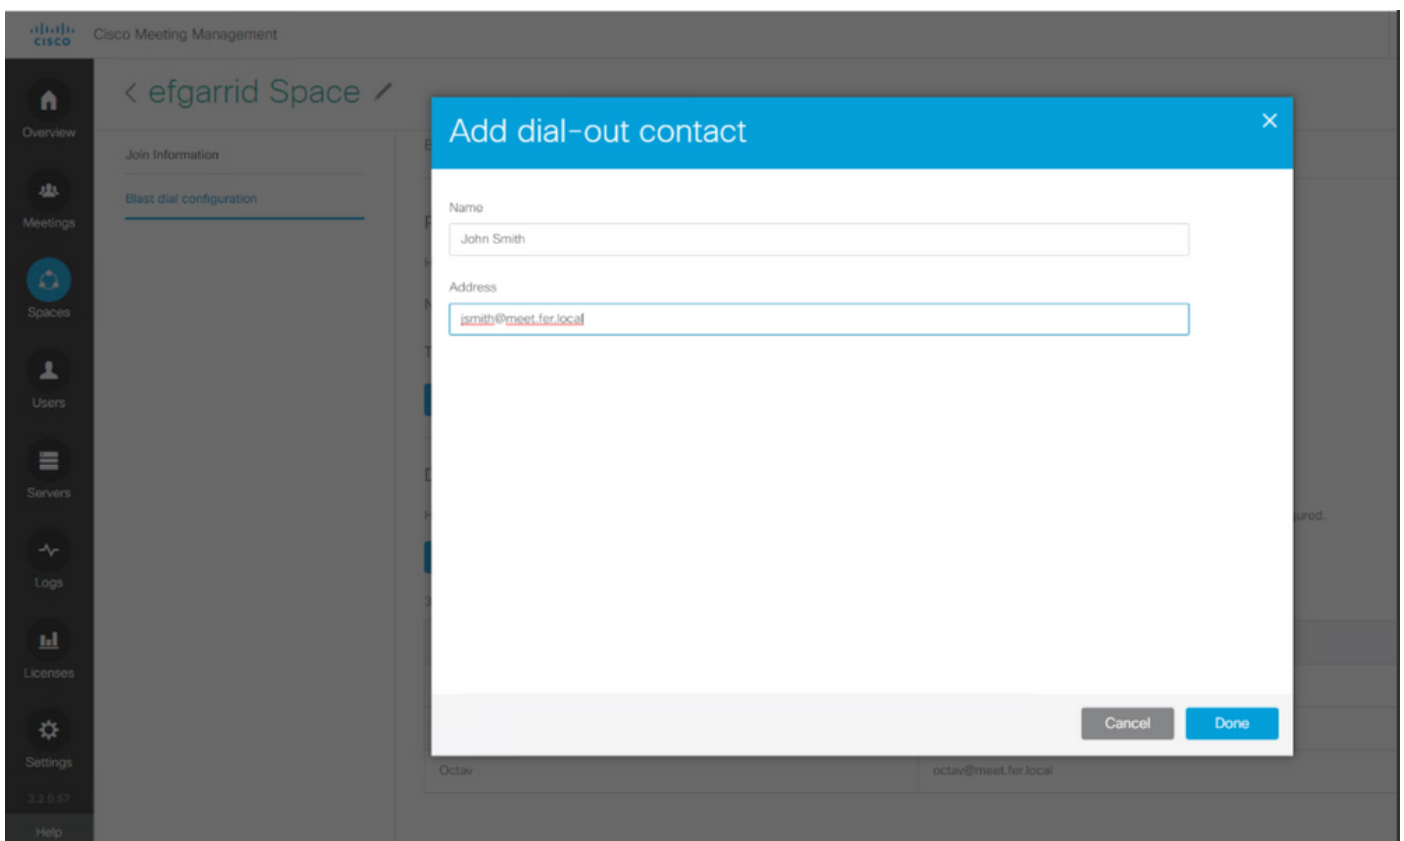 CISCO Cisco Meeting Management
< efgarrid Space
Overview
Meetings
Spaces
Users
Servers
Logs
Licenses
Settings
3.2.0.57
Help
Join Information
Blast dial configuration
Add dial-out contact
Name
John Smith
Address
jsmith@meet.fer.local
Cancel
Done
Octav
octav@meet.fer.local